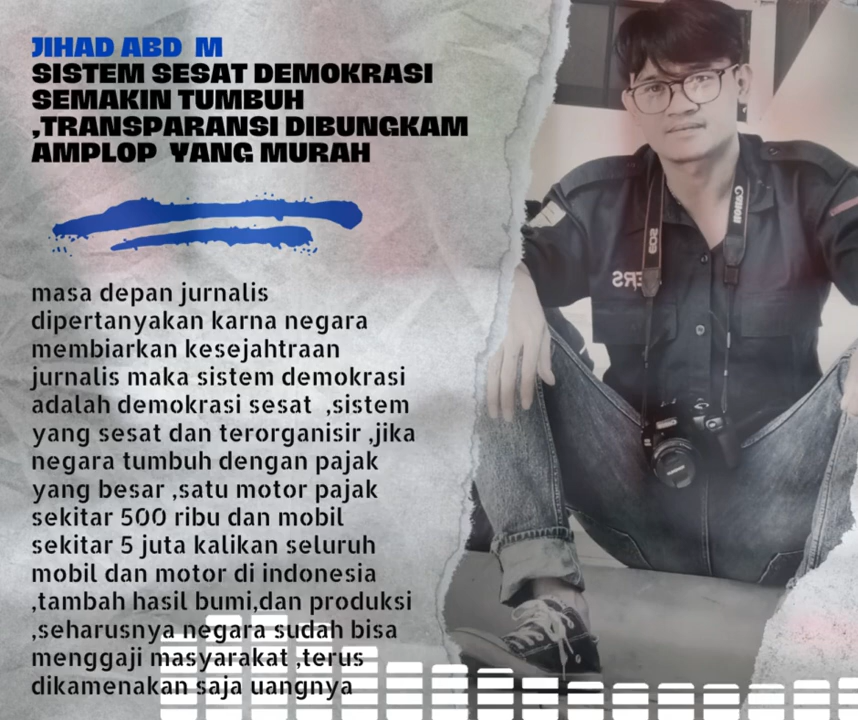 JIHAD ABD M
SISTEM SESAT DEMOKRASI
SEMAKIN TUMBUH
,TRANSPARANSI DIBUNGKAM
AMPLOP YANG MURAH
masa depan jurnalis
dipertanyakan karna negara
membiarkan kesejahtraan
jurnalis maka sistem demokrasi
adalah demokrasi sesat ,sistem
yang sesat dan terorganisir ,jika
negara tumbuh dengan pajak
yang besar ,satu motor pajak
sekitar 500 ribu dan mobil
sekitar 5 juta kalikan seluruh
mobil dan motor di indonesia
,tambah hasil bumi,dan produksi
,seharusnya negara sudah bisa
menggaji masyarakat ,terus
dikamenakan saja uangnya
EOS
Canon